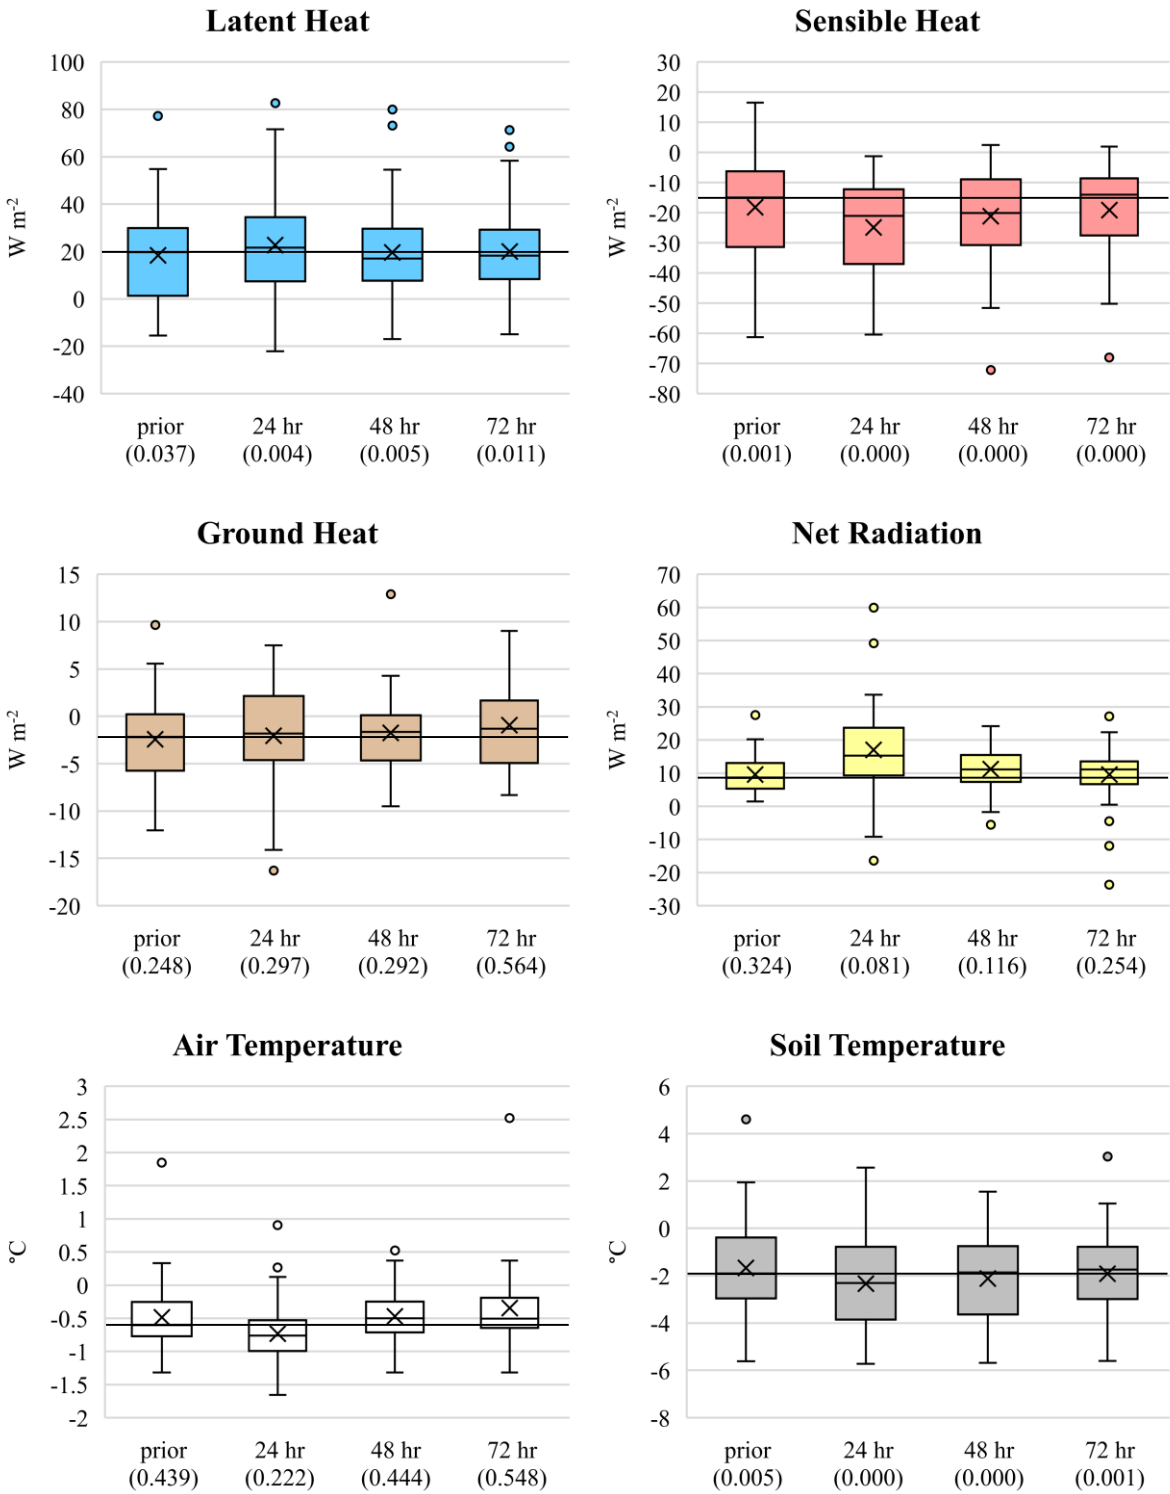 Latent Heat
W m-2
100
80
60
40
20
0
-20
-40
prior 24 hr 48 hr 72 hr
(0.037) (0.004) (0.005) (0.011)
Sensible Heat
W m-2
30
20
10
0
-10
-20
-30
-40
-50
-60
-70
-80
prior 24 hr 48 hr 72 hr
(0.001) (0.000) (0.000) (0.000)
Ground Heat
W m-2
15
10
5
0
-5
-10
-15
-20
prior 24 hr 48 hr 72 hr
(0.248) (0.297) (0.292) (0.564)
Net Radiation
W m-2
70
60
50
40
30
20
10
0
-10
-20
-30
prior 24 hr 48 hr 72 hr
(0.324) (0.081) (0.116) (0.254)
Air Temperature
°C
3
2.5
2
1.5
1
0.5
0
-0.5
-1
-1.5
-2
prior 24 hr 48 hr 72 hr
(0.439) (0.222) (0.444) (0.548)
Soil Temperature
°C
6
4
2
0
-2
-4
-6
-8
prior 24 hr 48 hr 72 hr
(0.005) (0.000) (0.000) (0.001)